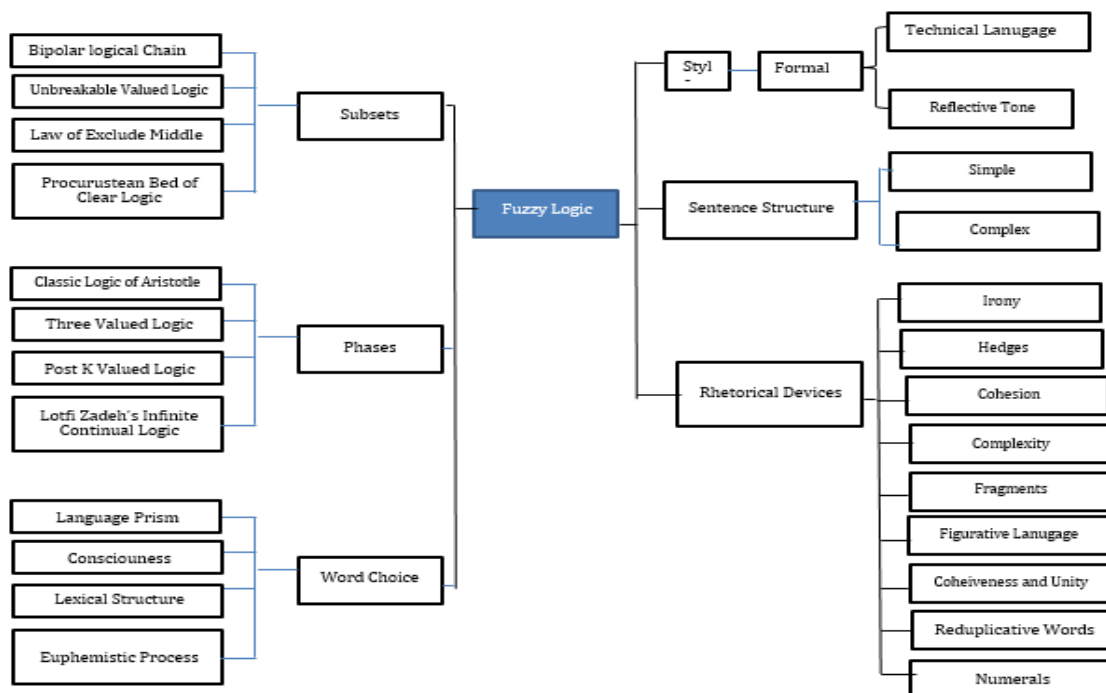 Bipolar logical Chain
Unbreakable Valued Logic
Law of Exclude Middle
Procurustean Bed of
Clear Logic
Subsets
Classic Logic of Aristotle
Three Valued Logic
Post K Valued Logic
Lotfi Zadeh's Infinite
Continual Logic
Phases
Language Prism
Consciouness
Lexical Structure
Euphemistic Process
Word Choice
Fuzzy Logic
Styl
Formal
Technical Lanugage
Reflective Tone
Sentence Structure
Simple
Complex
Rhetorical Devices
Irony
Hedges
Cohesion
Complexity
Fragments
Figurative Lanugage
Coheiveness and Unity
Reduplicative Words
Numerals